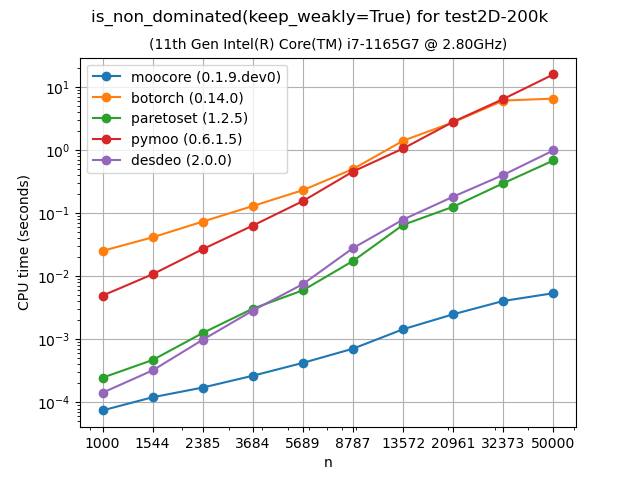 is_non_dominated(keep_weakly=True) for test2D-200k
(11th Gen Intel(R) Core(TM) i7-1165G7 @ 2.80GHz)
moocore (0.1.9.dev0)
botorch (0.14.0)
paretoset (1.2.5)
pymoo (0.6.1.5)
desdeo (2.0.0)
CPU time (seconds)
10¹
10⁰
10⁻¹
10⁻²
10⁻³
10⁻⁴
1000 1544 2385 3684 5689 8787 13572 20961 32373 50000
n